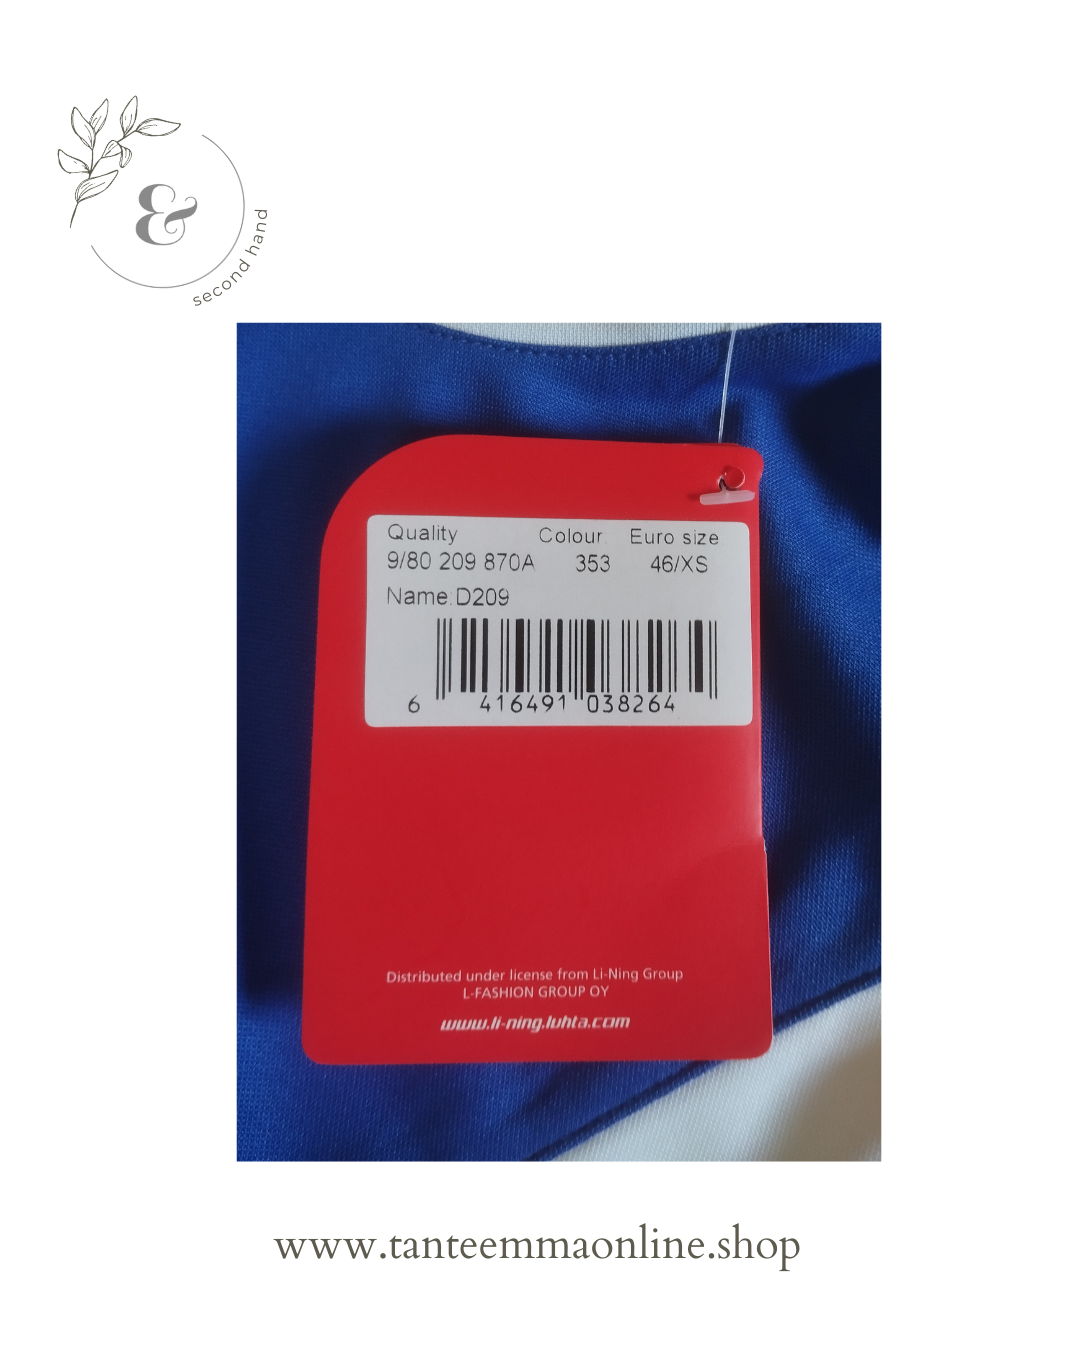 &
second hand
Quality Colour Euro size
9/80 209 870A 353 46/XS
Name:D209
6 416491 038264
Distributed under license from Li-Ning Group
L-FASHION GROUP OY
www.li-ning.luhta.com
www.tanteemmaonline.shop